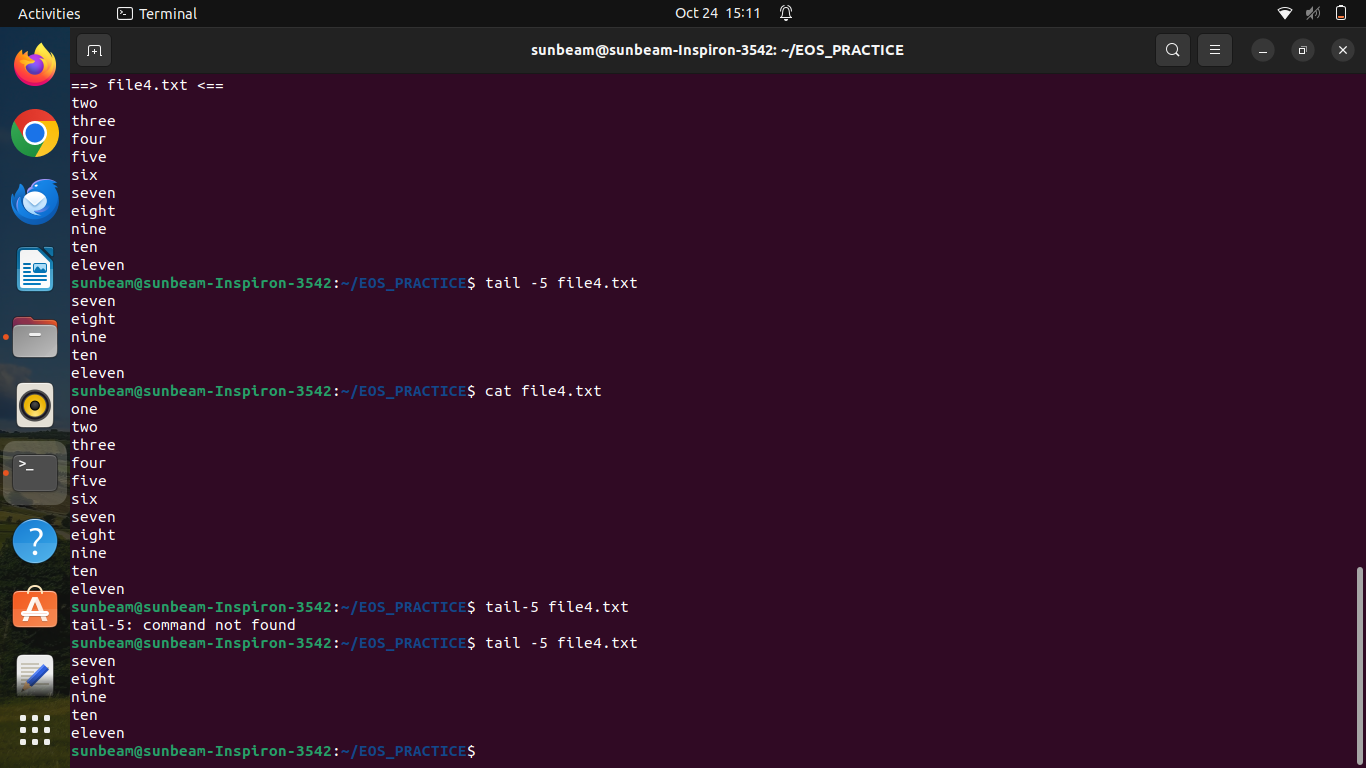 Activities Terminal Oct 24 15:11
sunbeam@sunbeam-Inspiron-3542: ~/EOS_PRACTICE
==> file4.txt <==
two
three
four
five
six
seven
eight
nine
ten
eleven
sunbeam@sunbeam-Inspiron-3542:~/EOS_PRACTICE$ tail -5 file4.txt
seven
eight
nine
ten
eleven
sunbeam@sunbeam-Inspiron-3542:~/EOS_PRACTICE$ cat file4.txt
one
two
three
four
five
six
seven
eight
nine
ten
eleven
sunbeam@sunbeam-Inspiron-3542:~/EOS_PRACTICE$ tail-5 file4.txt
tail-5: command not found
sunbeam@sunbeam-Inspiron-3542:~/EOS_PRACTICE$ tail -5 file4.txt
seven
eight
nine
ten
eleven
sunbeam@sunbeam-Inspiron-3542:~/EOS_PRACTICE$